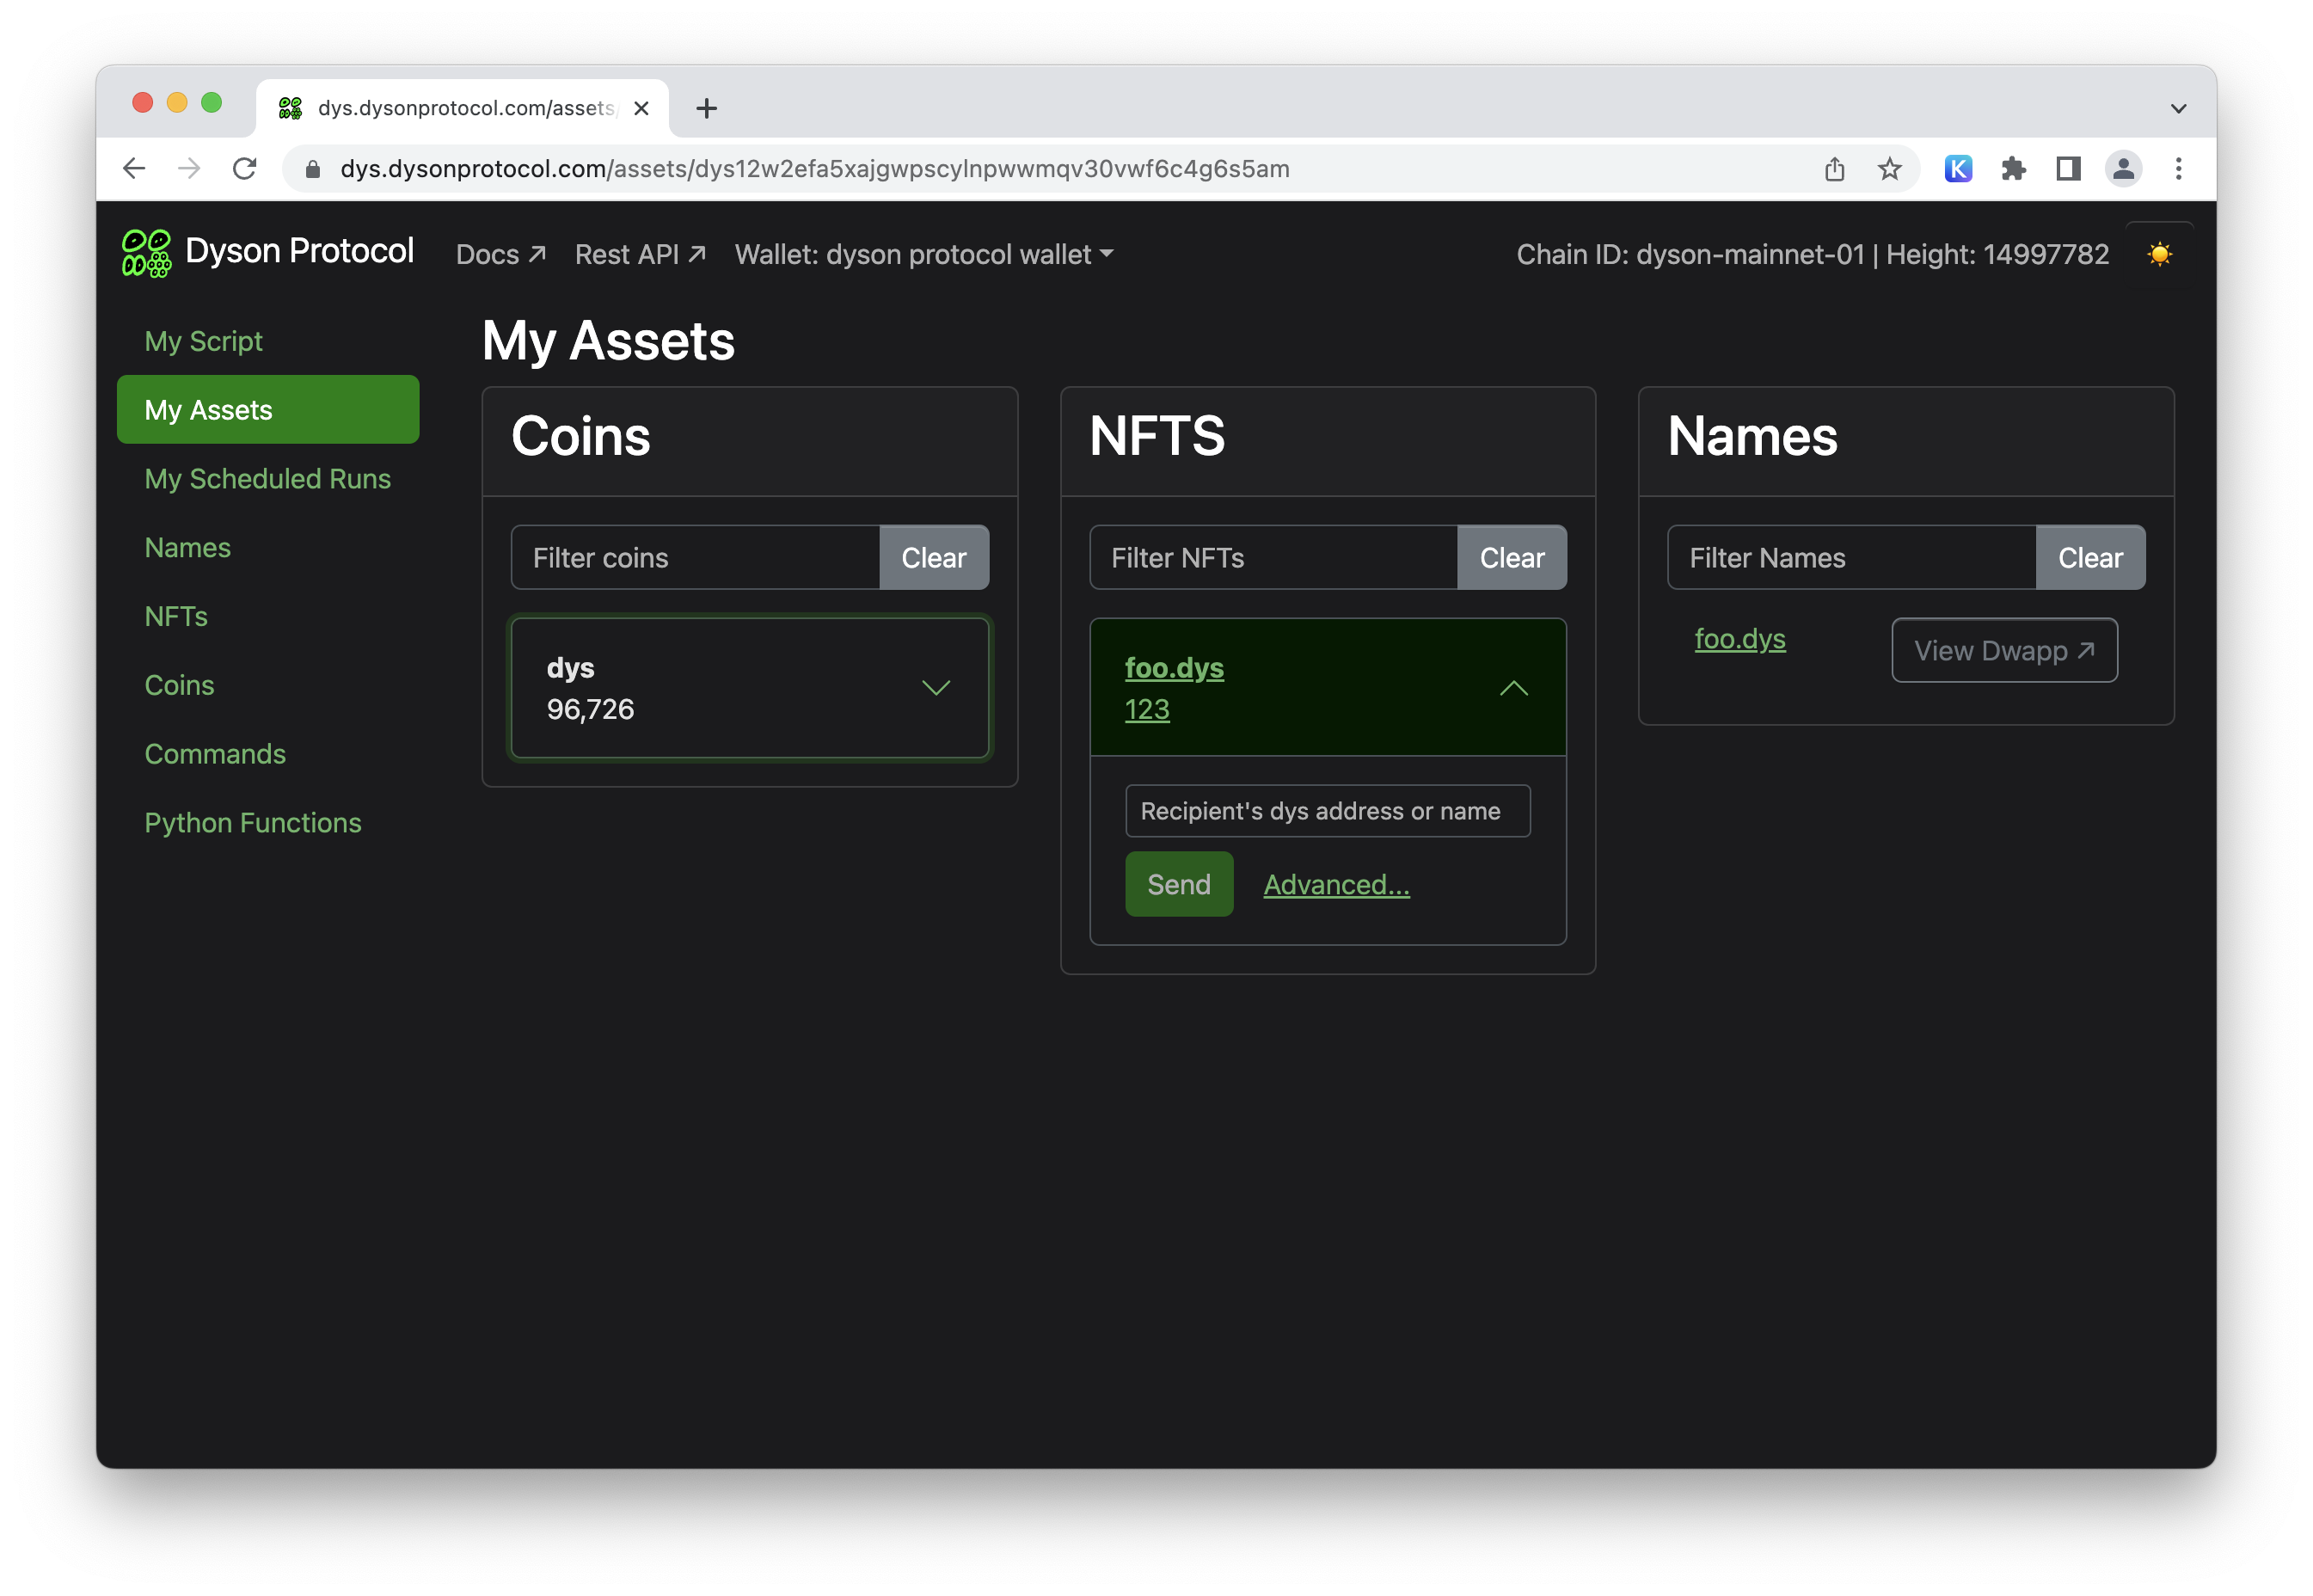 dys.dysonprotocol.com/assets/
dys.dysonprotocol.com/assets/dys12w2efa5xajgwpscylnpwwmqv30vwf6c4g6s5am
K
Dyson Protocol
Docs
Rest API
Wallet: dyson protocol wallet
Chain ID: dyson-mainnet-01 | Height: 14997782
My Script
My Assets
My Scheduled Runs
Names
NFTs
Coins
Commands
Python Functions
My Assets
Coins
Filter coins
Clear
dys
96,726
NFTS
Filter NFTs
Clear
foo.dys
123
Recipient's dys address or name
Send
Advanced...
Names
Filter Names
Clear
foo.dys
View Dwapp